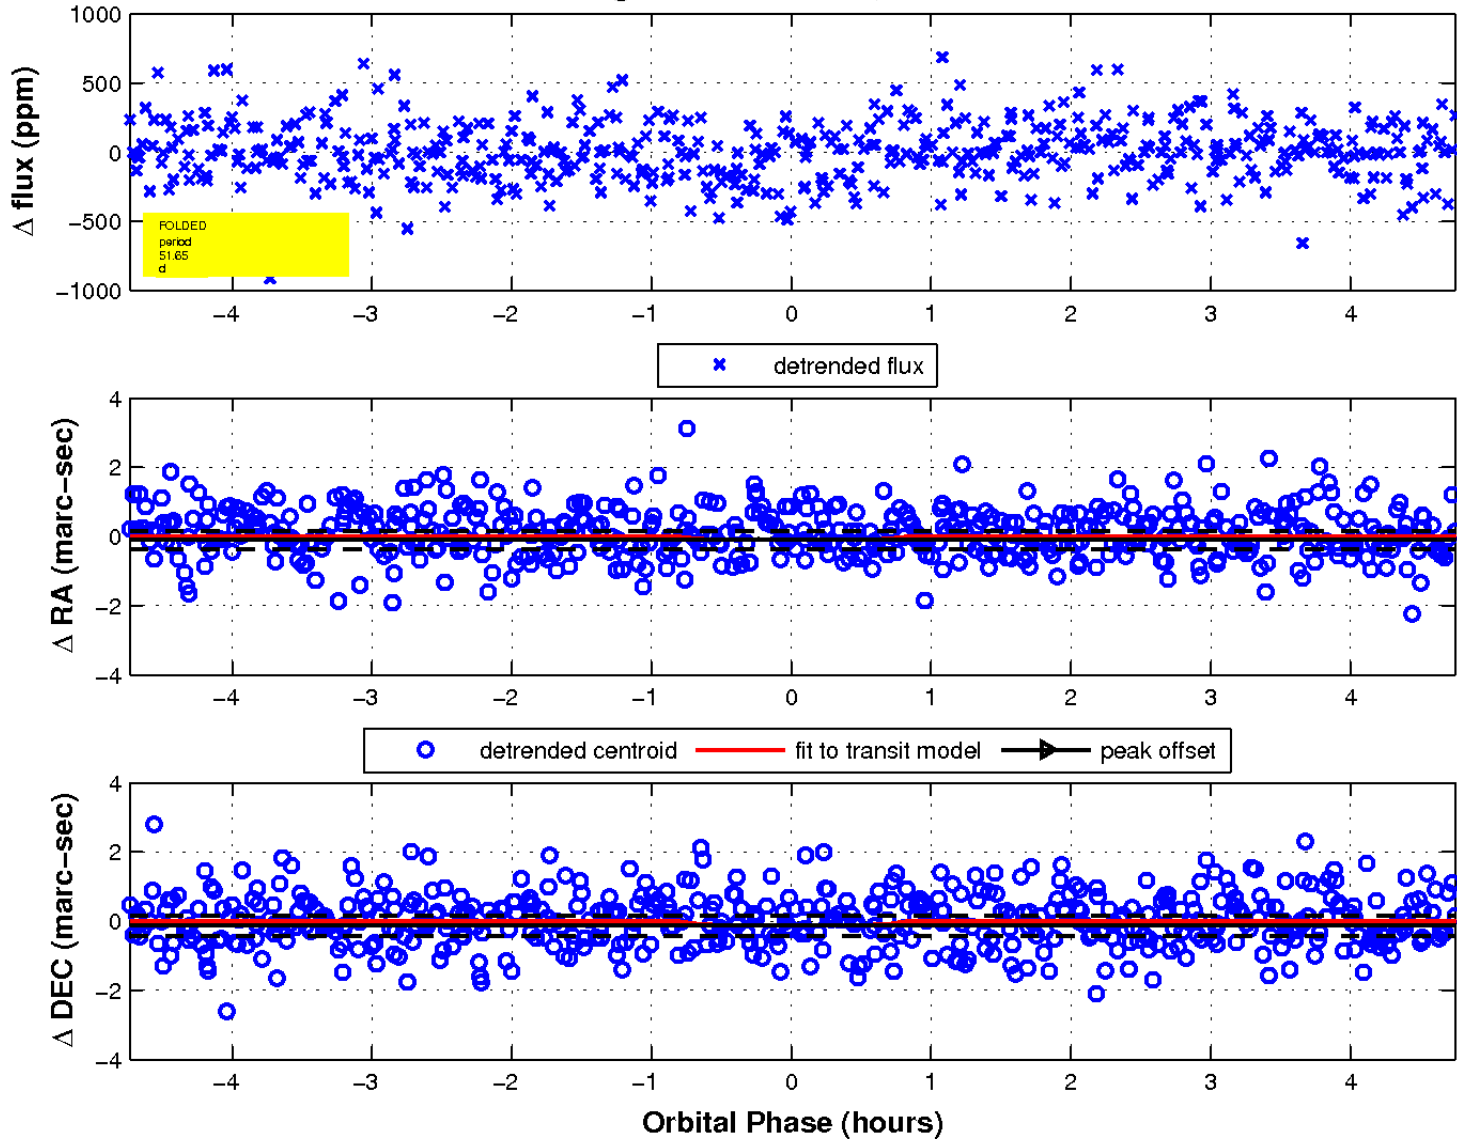 1000
500
0
−500
−1000
Δ flux (ppm)
FOLDED
period
51.65
d
−4 −3 −2 −1 0 1 2 3 4
detrended flux
4
2
0
−2
−4
Δ RA (marc−sec)
−4 −3 −2 −1 0 1 2 3 4
detrended centroid fit to transit model peak offset
4
2
0
−2
−4
Δ DEC (marc−sec)
−4 −3 −2 −1 0 1 2 3 4
Orbital Phase (hours)